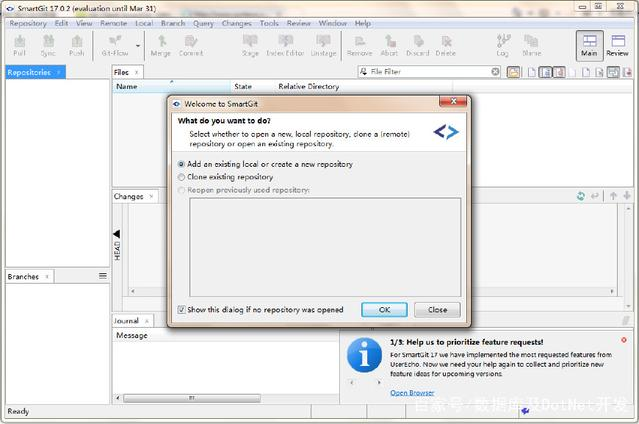 SmartGit 17.0.2 (evaluation until Mar 31)
Repository Edit View Remote Local Branch Query Changes Tools Window Help
Pull Sync Push Git-Flow Merge Commit Stage Index Editor Unstage Remove Abort Discard Delete Log Blame Main Review
Repositories
Files
File Filter
Name State Relative Directory
Welcome to SmartGit
What do you want to do?
Select whether to open a new, local repository, clone a (remote)
repository or open an existing repository.
Add an existing local or create a new repository
Clone existing repository
Reopen previously used repository:
Show this dialog if no repository was opened
OK Close
Changes
HEAD
Branches
Journal
Message
1/3: Help us to prioritize feature requests!
For SmartGit 17 we have implemented the most requested features from
UserEcho. Now we need your help again to collect and prioritize new
feature ideas for upcoming versions.
Open Browser
Ready
百家号/数据库及DotNet开发